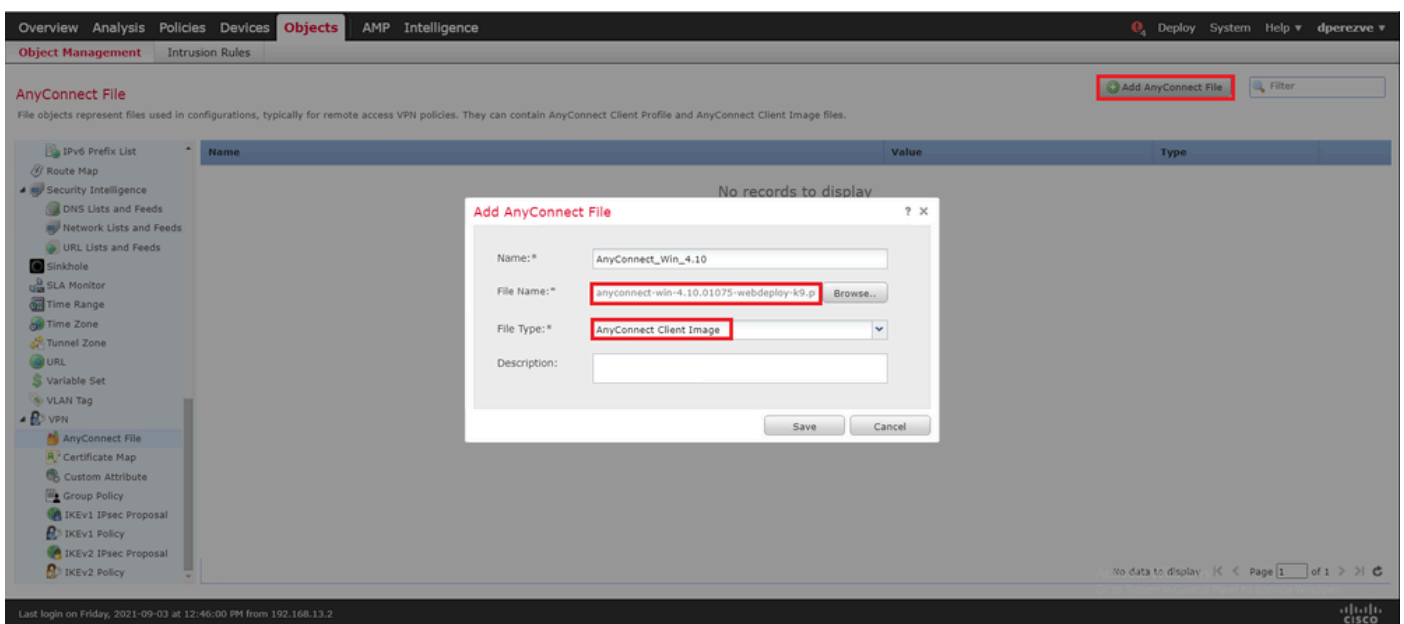 Overview Analysis Policies Devices Objects AMP Intelligence 4 Deploy System Help dperezve
Object Management Intrusion Rules
AnyConnect File
Add AnyConnect File Filter
File objects represent files used in configurations, typically for remote access VPN policies. They can contain AnyConnect Client Profile and AnyConnect Client Image files.
Name Value Type
No records to display
IPv6 Prefix List
Route Map
Security Intelligence
DNS Lists and Feeds
Network Lists and Feeds
URL Lists and Feeds
Sinkhole
SLA Monitor
Time Range
Time Zone
Tunnel Zone
URL
Variable Set
VLAN Tag
VPN
AnyConnect File
Certificate Map
Custom Attribute
Group Policy
IKEv1 IPsec Proposal
IKEv1 Policy
IKEv2 IPsec Proposal
IKEv2 Policy
Add AnyConnect File ? ×
Name:* AnyConnect_Win_4.10
File Name:* anyconnect-win-4.10.01075-webdeploy-k9.p Browse..
File Type:* AnyConnect Client Image
Description:
Save Cancel
No data to display |< < Page 1 of 1 > >|
Last login on Friday, 2021-09-03 at 12:46:00 PM from 192.168.13.2
cisco